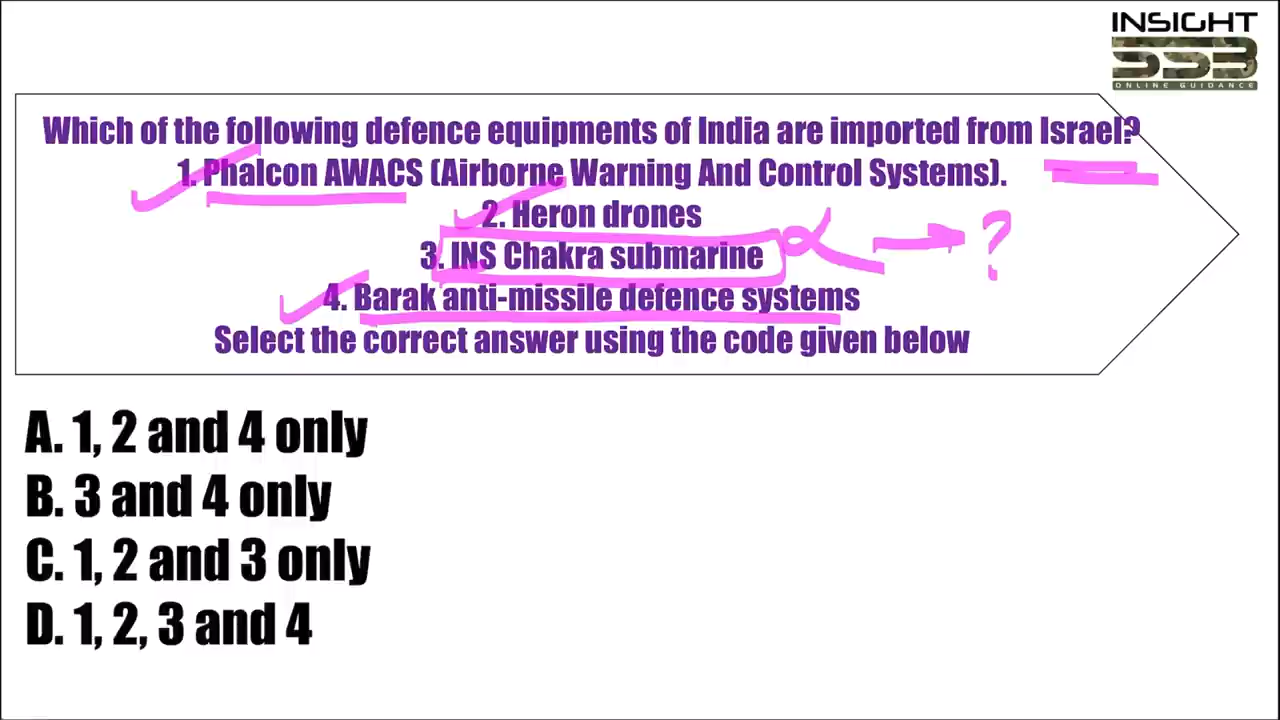 INSIGHT
SSB
ONLINE GUIDANCE
Which of the following defence equipments of India are imported from Israel?
1. Phalcon AWACS (Airborne Warning And Control Systems).
2. Heron drones
3. INS Chakra submarine
?
4. Barak anti-missile defence systems
Select the correct answer using the code given below
A. 1, 2 and 4 only
B. 3 and 4 only
C. 1, 2 and 3 only
D. 1, 2, 3 and 4